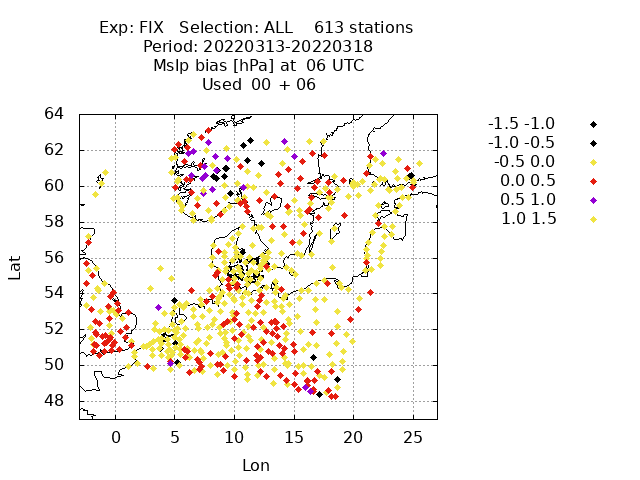 Exp: FIX   Selection: ALL    613 stations
Period: 20220313-20220318
Mslp bias [hPa] at  06 UTC
Used  00 + 06
64
62
60
58
56
54
52
50
48
Lat
0 5 10 15 20 25
Lon
-1.5 -1.0
-1.0 -0.5
-0.5 0.0
0.0 0.5
0.5 1.0
1.0 1.5